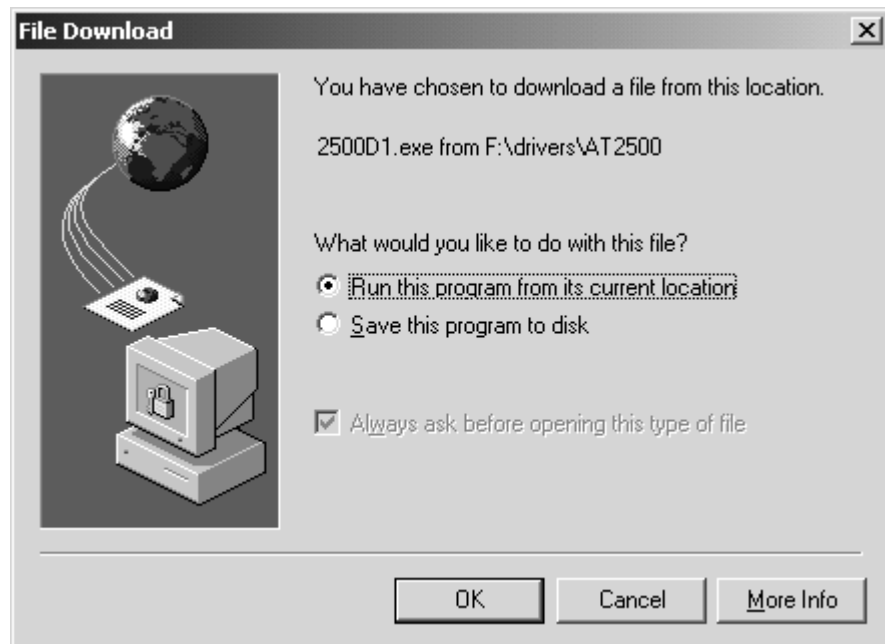 File Download
You have chosen to download a file from this location.
2500D1.exe from F:\drivers\AT2500
What would you like to do with this file?
Run this program from its current location
Save this program to disk
Always ask before opening this type of file
OK
Cancel
More Info